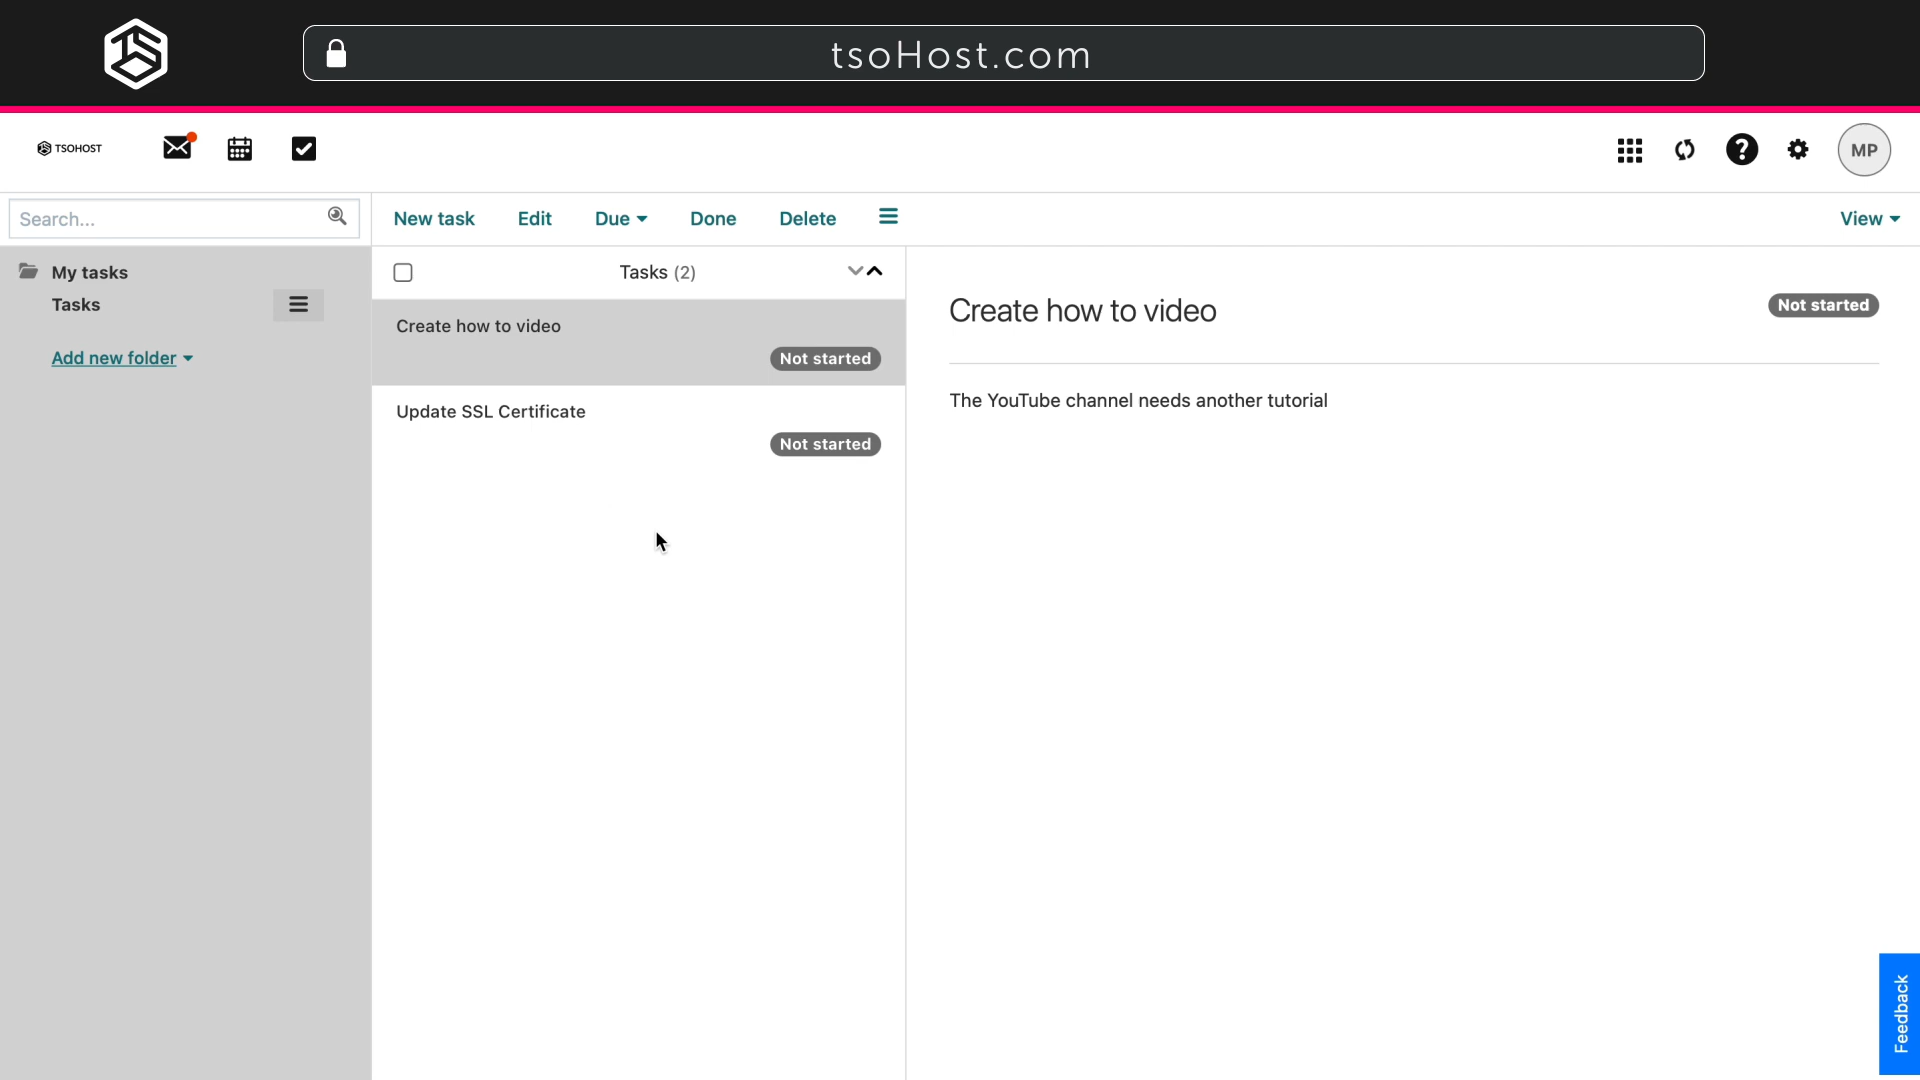 tsoHost.com
TSOHOST
MP
Search...
New task Edit Due Done Delete
View
My tasks
Tasks
Add new folder
Tasks (2)
Create how to video
Not started
Update SSL Certificate
Not started
Create how to video
Not started
The YouTube channel needs another tutorial
Feedback